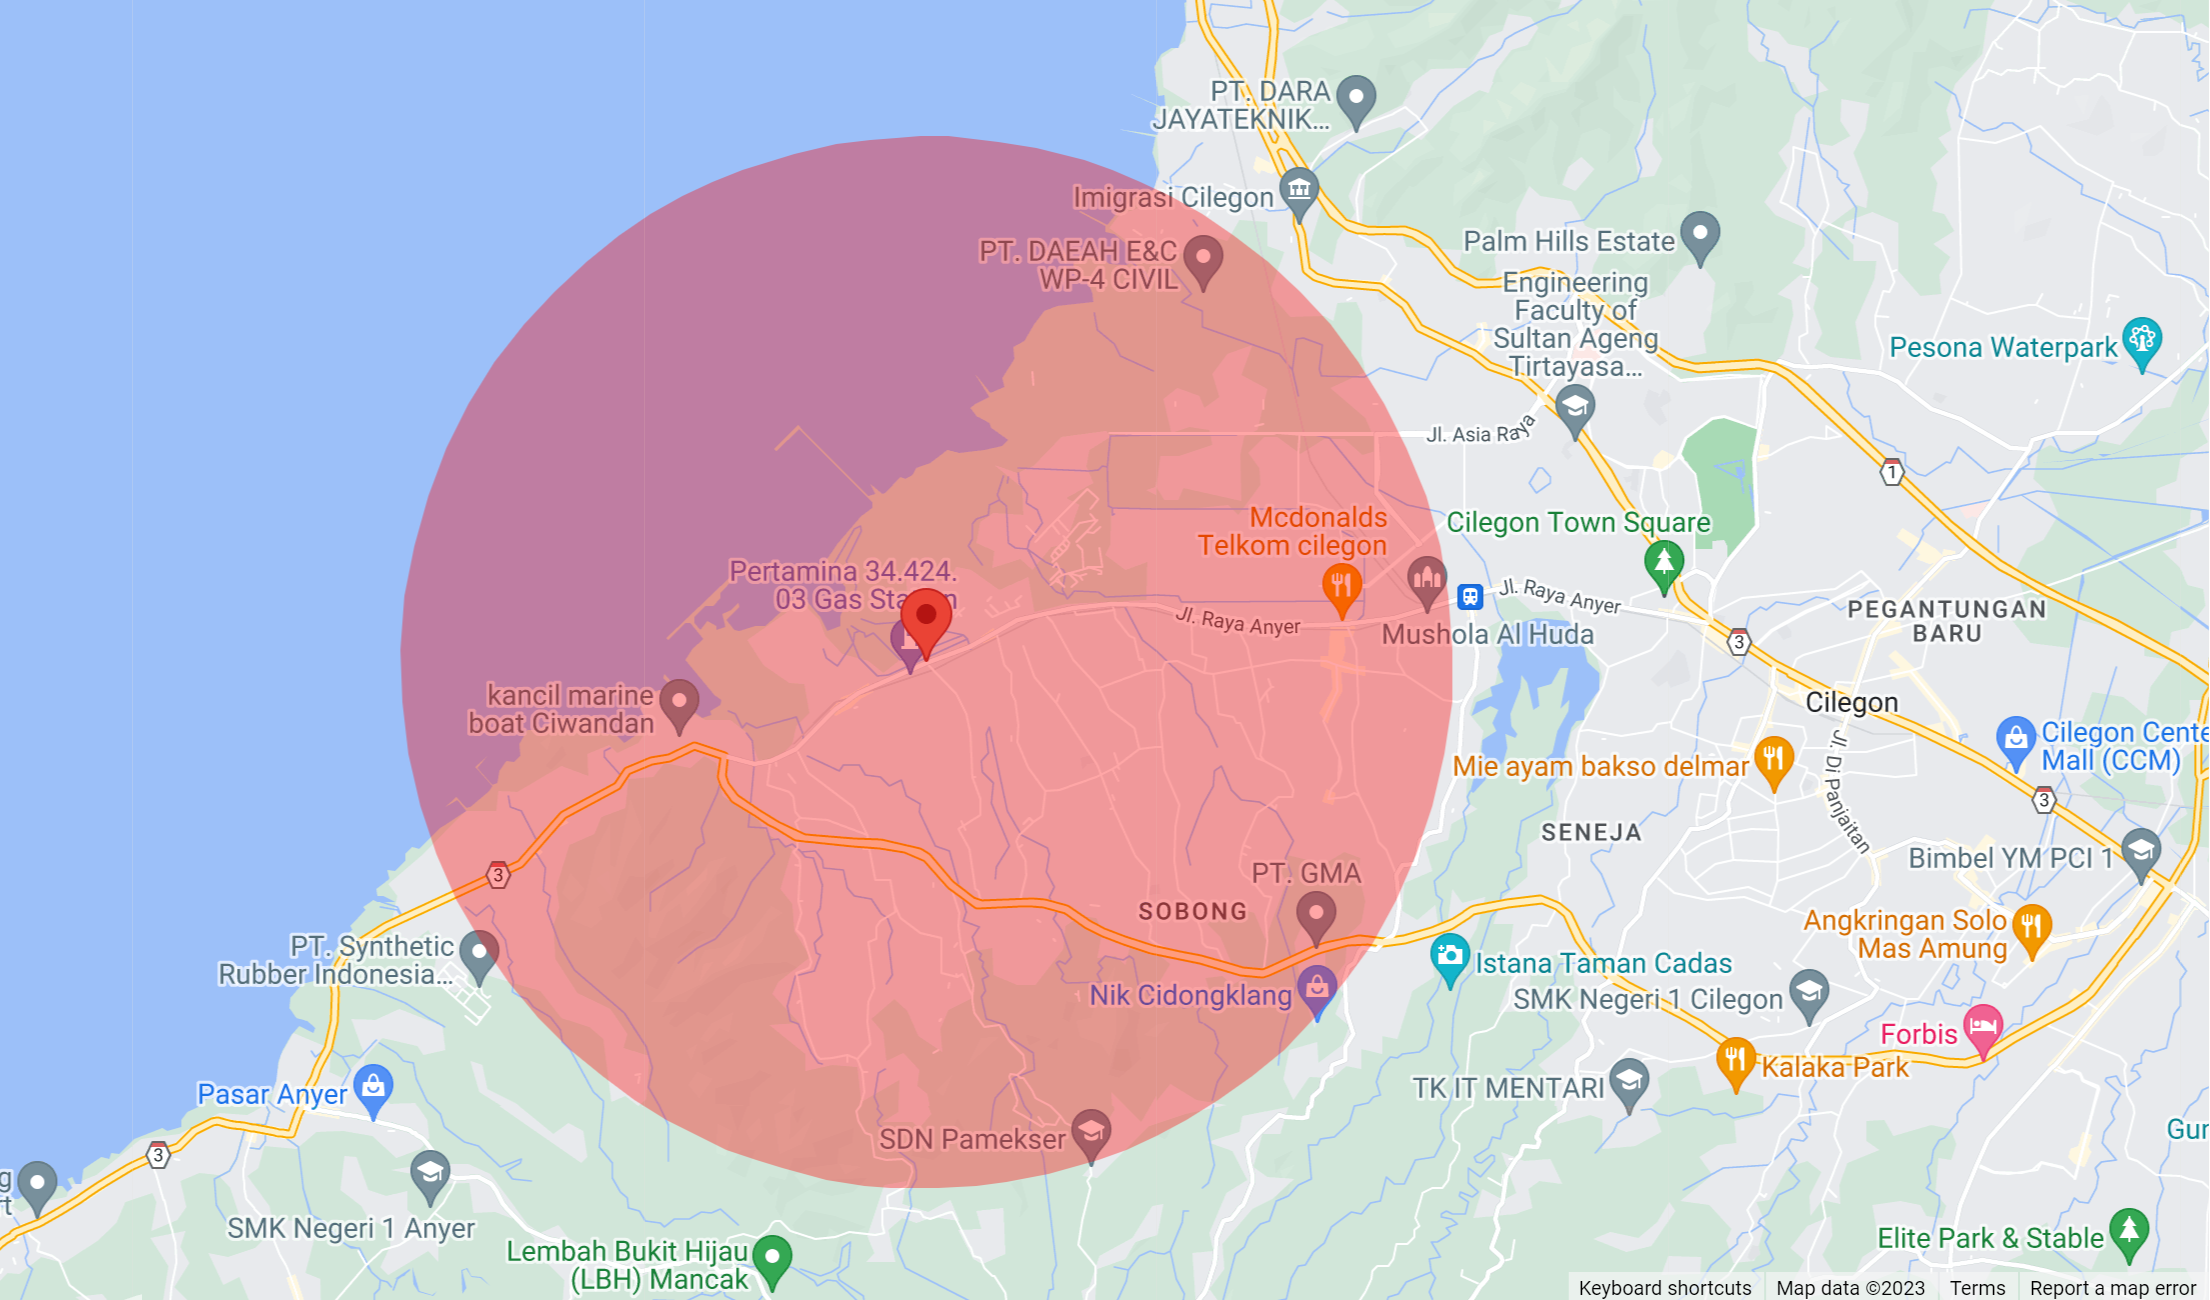 PT. DARA
JAYATEKNIK...
Imigrasi Cilegon
PT. DAEAH E&C
WP-4 CIVIL
Palm Hills Estate
Engineering
Faculty of
Sultan Ageng
Tirtayasa...
Pesona Waterpark
Jl. Asia Raya
1
Mcdonalds
Telkom cilegon
Cilegon Town Square
Pertamina 34.424.
03 Gas Station
Jl. Raya Anyer
Jl. Raya Anyer
Mushola Al Huda
PEGANTUNGAN
BARU
3
kancil marine
boat Ciwandan
Cilegon
Cilegon Cente
Mall (CCM)
Jl. Di Panjaitan
Mie ayam bakso delmar
3
SENEJA
Bimbel YM PCI 1
3
PT. GMA
SOBONG
Angkringan Solo
Mas Amung
PT. Synthetic
Rubber Indonesia...
Istana Taman Cadas
Nik Cidongklang
SMK Negeri 1 Cilegon
Forbis
Kalaka Park
TK IT MENTARI
Pasar Anyer
SDN Pamekser
Gur
3
g
t
SMK Negeri 1 Anyer
Lembah Bukit Hijau
(LBH) Mancak
Elite Park & Stable
Keyboard shortcuts
Map data ©2023
Terms
Report a map error